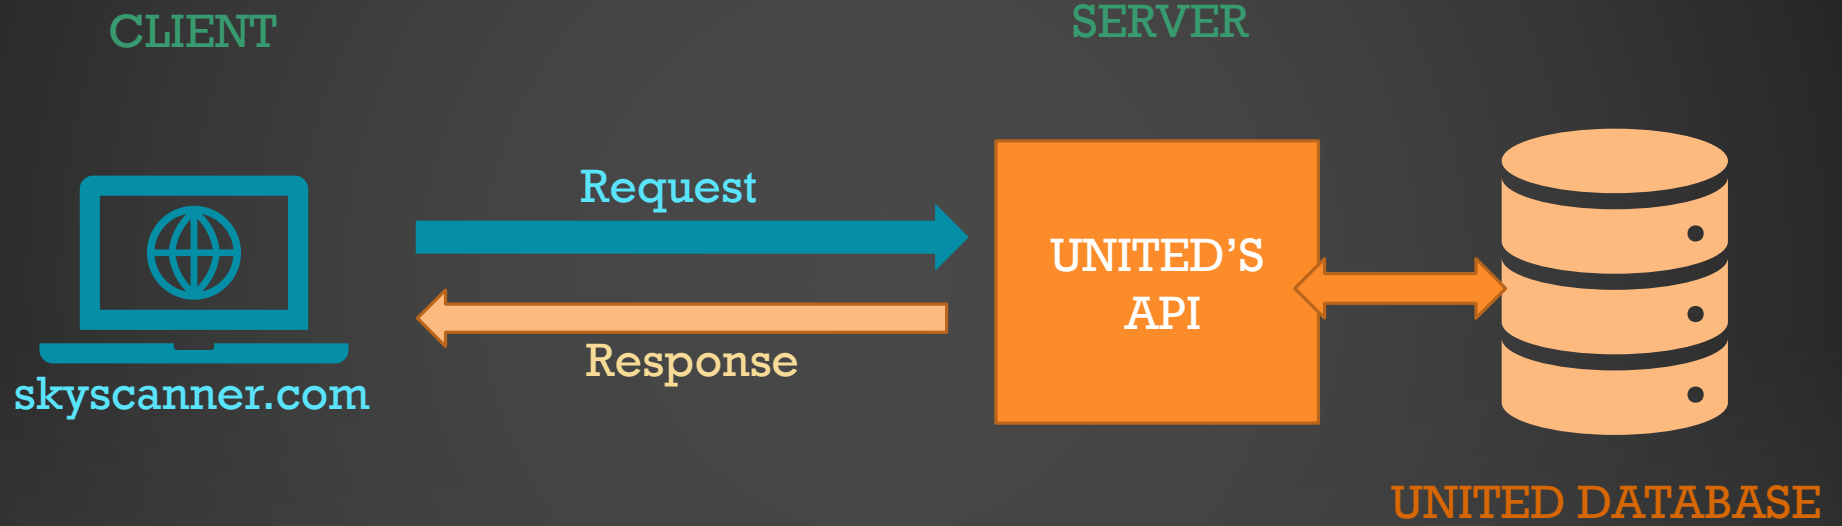 CLIENT
SERVER
Request
UNITED’S
API
Response
skyscanner.com
UNITED DATABASE